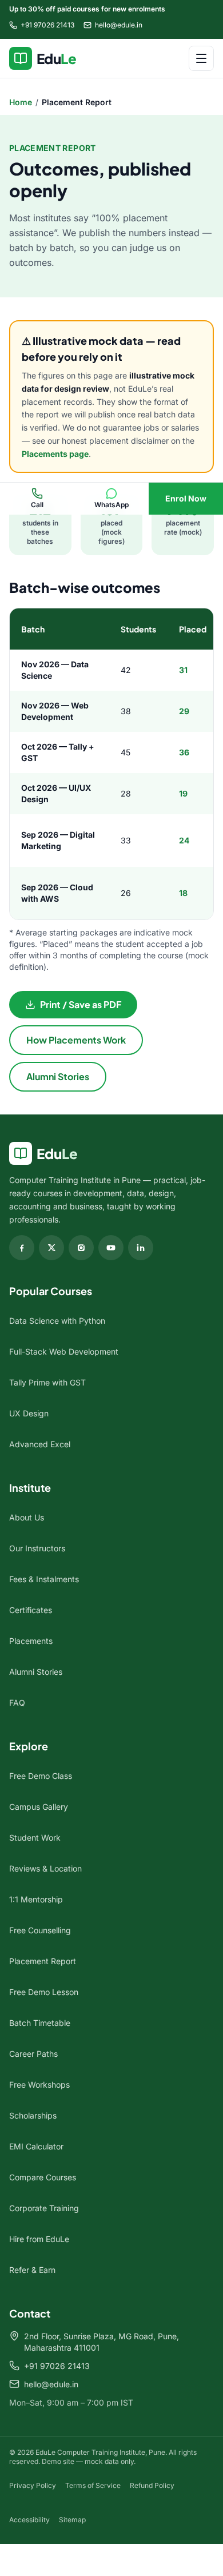 Up to 30% off paid courses for new enrolments
+91 97026 21413 hello@edule.in
EduLe
Home / Placement Report
PLACEMENT REPORT
Outcomes, published
openly
Most institutes say “100% placement
assistance”. We publish the numbers instead —
batch by batch, so you can judge us on
outcomes.
⚠ Illustrative mock data — read
before you rely on it
The figures on this page are illustrative mock
data for design review, not EduLe’s real
placement records. They show the format of
the report we will publish once real batch data
is verified. We do not guarantee jobs or salaries
— see our honest placement disclaimer on the
Placements page.
Call
WhatsApp
Enrol Now
students in
these
batches
placed
(mock
figures)
placement
rate (mock)
Batch-wise outcomes
Batch Students Placed
Nov 2026 — Data
Science
42 31
Nov 2026 — Web
Development
38 29
Oct 2026 — Tally +
GST
45 36
Oct 2026 — UI/UX
Design
28 19
Sep 2026 — Digital
Marketing
33 24
Sep 2026 — Cloud
with AWS
26 18
* Average starting packages are indicative mock
figures. “Placed” means the student accepted a job
offer within 3 months of completing the course (mock
definition).
Print / Save as PDF
How Placements Work
Alumni Stories
EduLe
Computer Training Institute in Pune — practical, job-
ready courses in development, data, design,
accounting and business, taught by working
professionals.
Popular Courses
Data Science with Python
Full-Stack Web Development
Tally Prime with GST
UX Design
Advanced Excel
Institute
About Us
Our Instructors
Fees & Instalments
Certificates
Placements
Alumni Stories
FAQ
Explore
Free Demo Class
Campus Gallery
Student Work
Reviews & Location
1:1 Mentorship
Free Counselling
Placement Report
Free Demo Lesson
Batch Timetable
Career Paths
Free Workshops
Scholarships
EMI Calculator
Compare Courses
Corporate Training
Hire from EduLe
Refer & Earn
Contact
2nd Floor, Sunrise Plaza, MG Road, Pune,
Maharashtra 411001
+91 97026 21413
hello@edule.in
Mon–Sat, 9:00 am – 7:00 pm IST
© 2026 EduLe Computer Training Institute, Pune. All rights
reserved. Demo site — mock data only.
Privacy Policy Terms of Service Refund Policy
Accessibility Sitemap